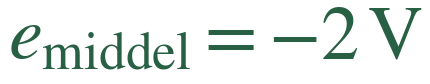 e_middel = −2 V